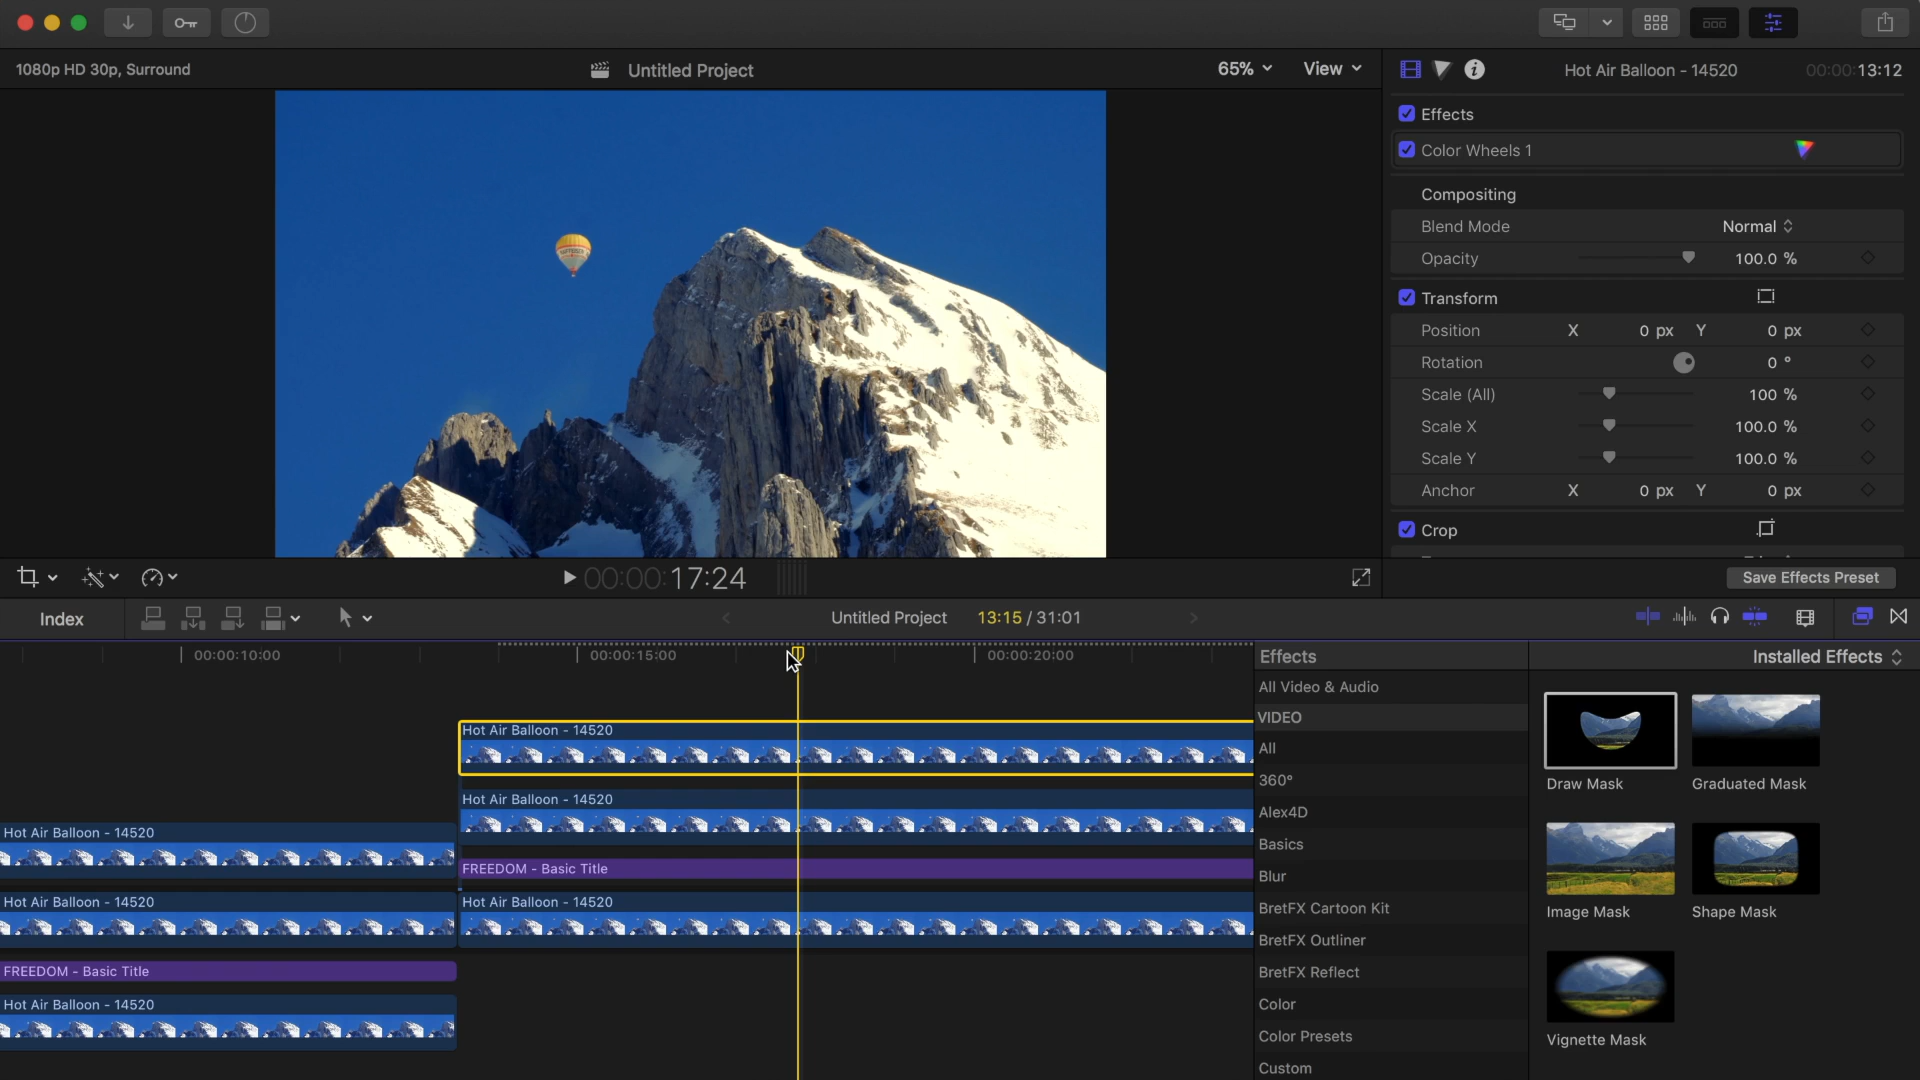 1080p HD 30p, Surround
Untitled Project
65%
View
Hot Air Balloon - 14520
00:00:13:12
Effects
Color Wheels 1
Compositing
Blend Mode
Normal
Opacity
100.0 %
Transform
Position X 0 px Y 0 px
Rotation 0 °
Scale (All) 100 %
Scale X 100.0 %
Scale Y 100.0 %
Anchor X 0 px Y 0 px
Crop
00:00:17:24
Save Effects Preset
Index
Untitled Project
13:15 / 31:01
00:00:10:00
00:00:15:00
00:00:20:00
Hot Air Balloon - 14520
Hot Air Balloon - 14520
Hot Air Balloon - 14520
FREEDOM - Basic Title
Hot Air Balloon - 14520
Hot Air Balloon - 14520
FREEDOM - Basic Title
Hot Air Balloon - 14520
Effects
All Video & Audio
VIDEO
All
360°
Alex4D
Basics
Blur
BretFX Cartoon Kit
BretFX Outliner
BretFX Reflect
Color
Color Presets
Custom
Installed Effects
Draw Mask
Graduated Mask
Image Mask
Shape Mask
Vignette Mask